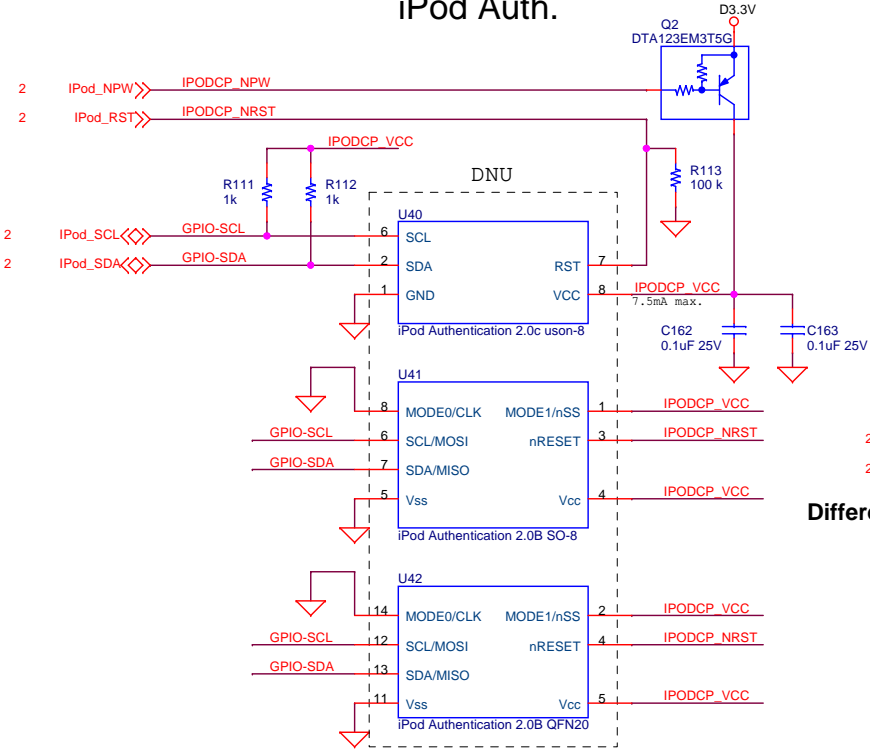 iPod Auth.
D3.3V
Q2
DTA123EM3T5G
2 IPod_NPW IPODCP_NPW
2 IPod_RST IPODCP_NRST
IPODCP_VCC
DNU
R111
1k
R112
1k
R113
100 k
U40
2 IPod_SCL GPIO-SCL 6 SCL
2 IPod_SDA GPIO-SDA 2 SDA RST 7
1 GND VCC 8 IPODCP_VCC
7.5mA max.
iPod Authentication 2.0c uson-8
C162
0.1uF 25V
C163
0.1uF 25V
U41
8 MODE0/CLK MODE1/nSS 1 IPODCP_VCC
GPIO-SCL 6 SCL/MOSI nRESET 3 IPODCP_NRST
GPIO-SDA 7 SDA/MISO
5 Vss Vcc 4 IPODCP_VCC
iPod Authentication 2.0B SO-8
2
2
Differe
U42
14 MODE0/CLK MODE1/nSS 2 IPODCP_VCC
GPIO-SCL 12 SCL/MOSI nRESET 4 IPODCP_NRST
GPIO-SDA 13 SDA/MISO
11 Vss Vcc 5 IPODCP_VCC
iPod Authentication 2.0B QFN20